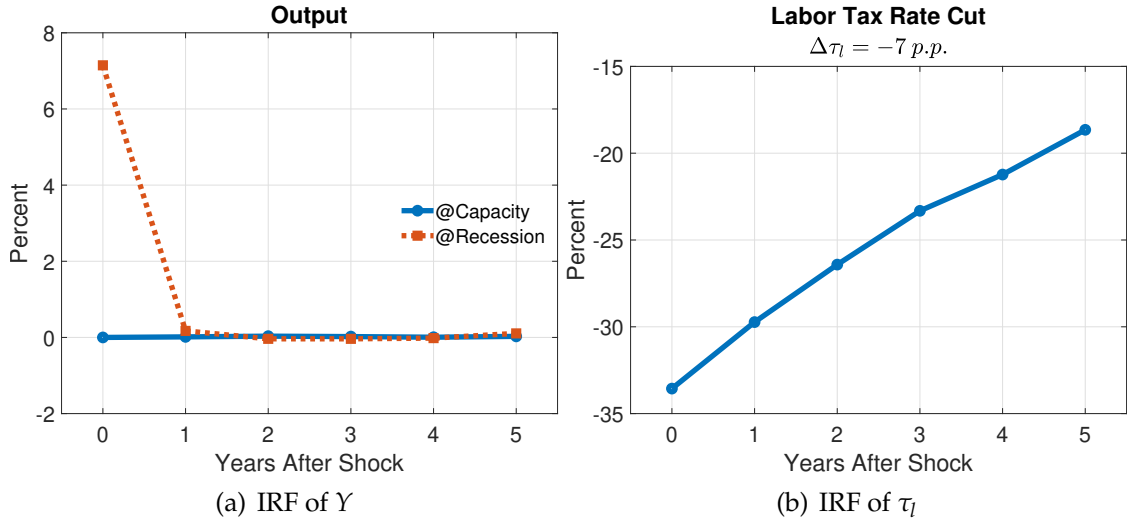 Output
8
6
4
2
0
-2
Percent
@Capacity
@Recession
0 1 2 3 4 5
Years After Shock
(a) IRF of Y
Labor Tax Rate Cut
Δτ_l = −7 p.p.
-15
-20
-25
-30
-35
Percent
0 1 2 3 4 5
Years After Shock
(b) IRF of τ_l